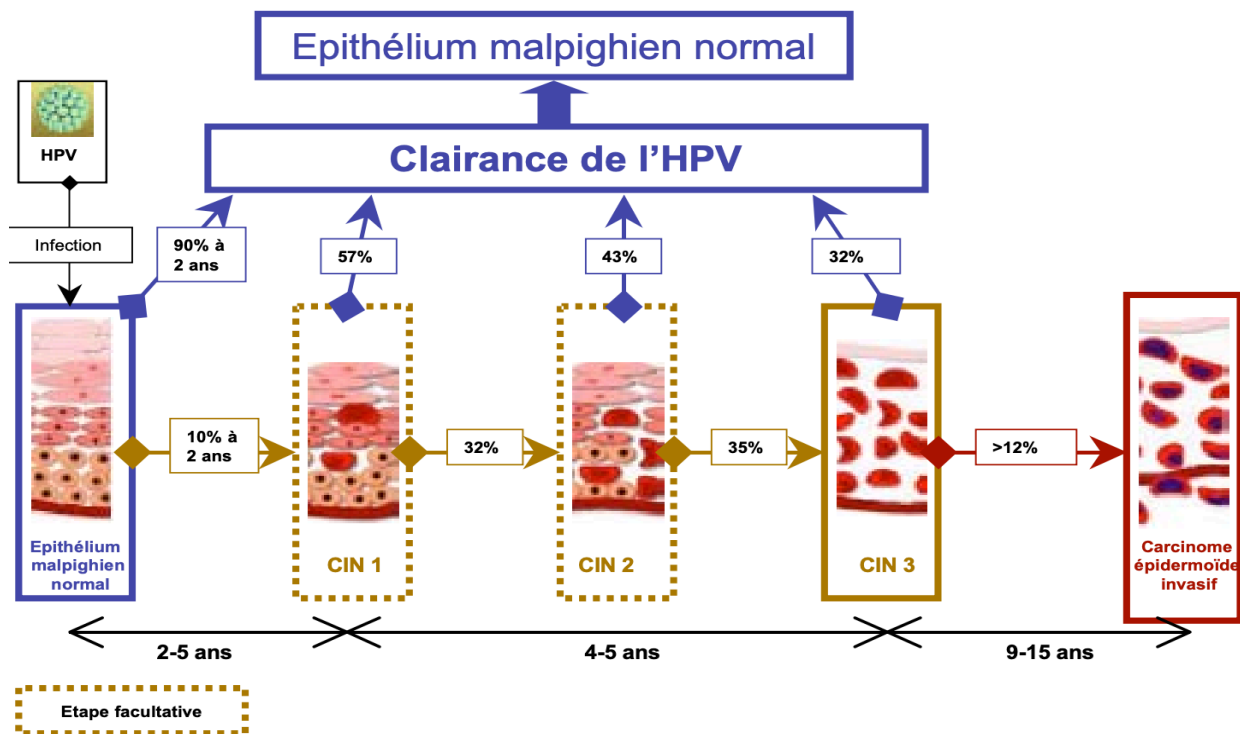 Epithélium malpighien normal
HPV
Clairance de l'HPV
Infection
90% à
2 ans
57%
43%
32%
10% à
2 ans
32%
35%
>12%
Epithélium
malpighien
normal
CIN 1
CIN 2
CIN 3
Carcinome
épidermoïde
invasif
2-5 ans
4-5 ans
9-15 ans
Etape facultative